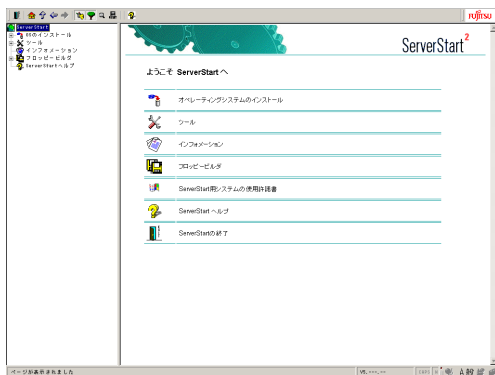 FUJITSU
ServerStart
OSのインストール
ツール
インフォメーション
フロッピービルダ
ServerStartヘルプ
ServerStart2
ようこそ ServerStart へ
オペレーティングシステムのインストール
ツール
インフォメーション
フロッピービルダ
ServerStart用システムの使用許諾書
ServerStart ヘルプ
ServerStartの終了
ページが表示されました